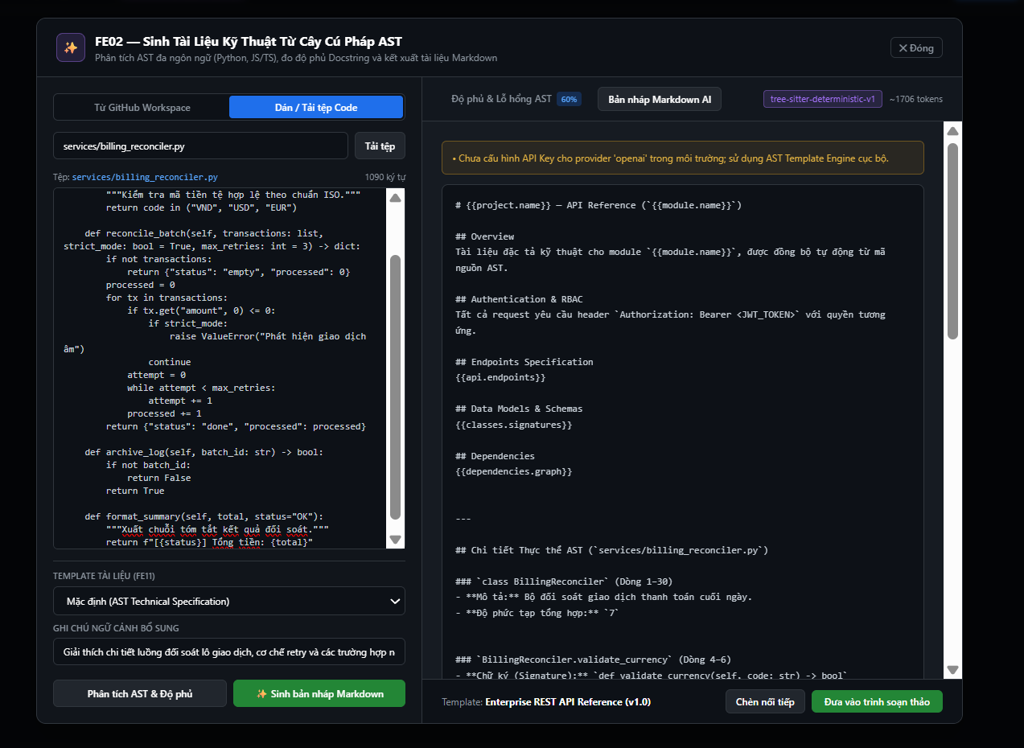 FE02 — Sinh Tài Liệu Kỹ Thuật Từ Cây Cú Pháp AST
Phân tích AST đa ngôn ngữ (Python, JS/TS), đo độ phủ Docstring và kết xuất tài liệu Markdown
✕ Đóng
Từ GitHub Workspace
Dán / Tải tệp Code
services/billing_reconciler.py
Tải tệp
Tệp: services/billing_reconciler.py
1090 ký tự
"""Kiểm tra mã tiền tệ hợp lệ theo chuẩn ISO."""
return code in ("VND", "USD", "EUR")
def reconcile_batch(self, transactions: list,
strict_mode: bool = True, max_retries: int = 3) -> dict:
if not transactions:
return {"status": "empty", "processed": 0}
processed = 0
for tx in transactions:
if tx.get("amount", 0) <= 0:
if strict_mode:
raise ValueError("Phát hiện giao dịch
âm")
continue
attempt = 0
while attempt < max_retries:
attempt += 1
processed += 1
return {"status": "done", "processed": processed}
def archive_log(self, batch_id: str) -> bool:
if not batch_id:
return False
return True
def format_summary(self, total, status="OK"):
"""Xuất chuỗi tóm tắt kết quả đối soát."""
return f"[{status}] Tổng tiền: {total}"
TEMPLATE TÀI LIỆU (FE11)
Mặc định (AST Technical Specification)
GHI CHÚ NGỮ CẢNH BỔ SUNG
Giải thích chi tiết luồng đối soát lô giao dịch, cơ chế retry và các trường hợp n
Phân tích AST & Độ phủ
✨ Sinh bản nháp Markdown
Độ phủ & Lỗ hổng AST 60%
Bản nháp Markdown AI
tree-sitter-deterministic-v1
~1706 tokens
• Chưa cấu hình API Key cho provider 'openai' trong môi trường; sử dụng AST Template Engine cục bộ.
# {{project.name}} — API Reference (`{{module.name}}`)
## Overview
Tài liệu đặc tả kỹ thuật cho module `{{module.name}}`, được đồng bộ tự động từ mã
nguồn AST.
## Authentication & RBAC
Tất cả request yêu cầu header `Authorization: Bearer <JWT_TOKEN>` với quyền tương
ứng.
## Endpoints Specification
{{api.endpoints}}
## Data Models & Schemas
{{classes.signatures}}
## Dependencies
{{dependencies.graph}}
---
## Chi tiết Thực thể AST (`services/billing_reconciler.py`)
### `class BillingReconciler` (Dòng 1–30)
- **Mô tả:** Bộ đối soát giao dịch thanh toán cuối ngày.
- **Độ phức tạp tổng hợp:** `7`
### `BillingReconciler.validate_currency` (Dòng 4–6)
- **Chữ ký (Signature):** `def validate_currency(self, code: str) -> bool`
Template: Enterprise REST API Reference (v1.0)
Chèn nối tiếp
Đưa vào trình soạn thảo